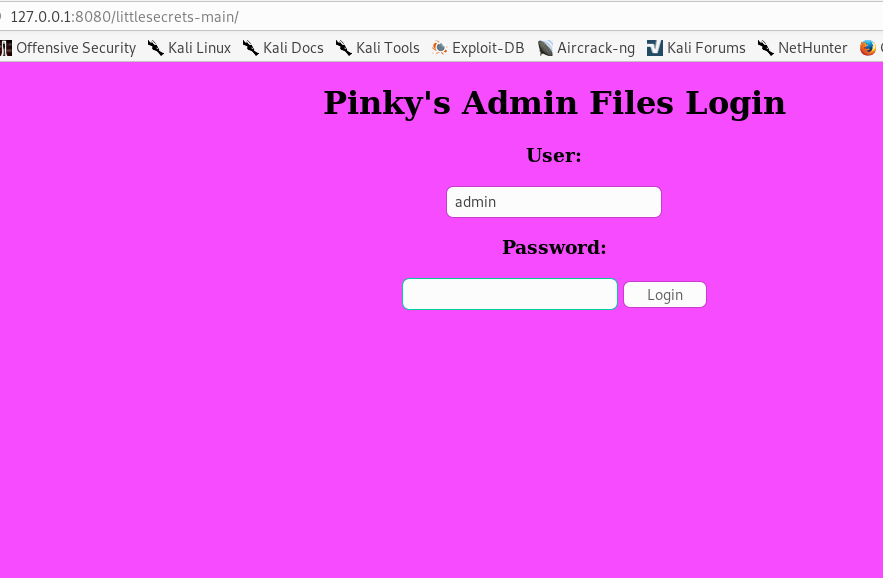 127.0.0.1:8080/littlesecrets-main/
Offensive Security Kali Linux Kali Docs Kali Tools Exploit-DB Aircrack-ng Kali Forums NetHunter
Pinky's Admin Files Login
User:
admin
Password:
Login